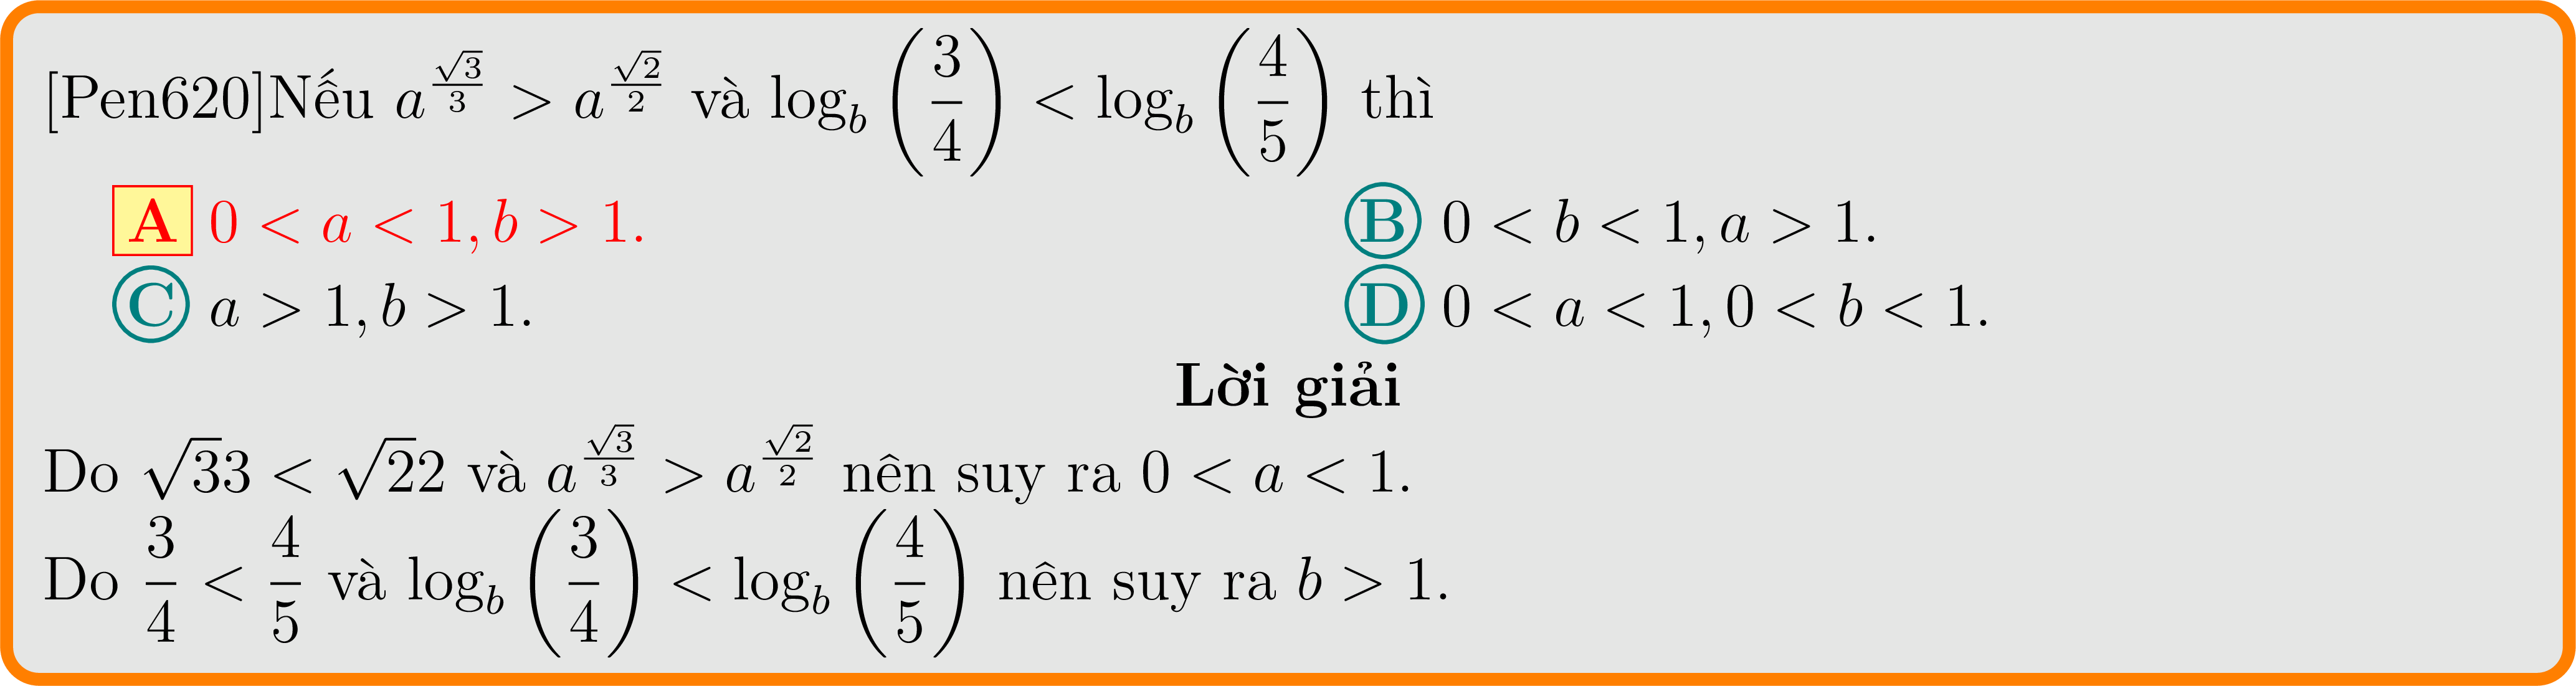 [Pen620]Nếu $a^{\frac{\sqrt{3}}{3}} > a^{\frac{\sqrt{2}}{2}}$ và $\log_b \left(\frac{3}{4}\right) < \log_b \left(\frac{4}{5}\right)$ thì
A $0 < a < 1, b > 1.$ B $0 < b < 1, a > 1.$
C $a > 1, b > 1.$ D $0 < a < 1, 0 < b < 1.$
Lời giải
Do $\sqrt{3}3 < \sqrt{2}2$ và $a^{\frac{\sqrt{3}}{3}} > a^{\frac{\sqrt{2}}{2}}$ nên suy ra $0 < a < 1.$
Do $\frac{3}{4} < \frac{4}{5}$ và $\log_b \left(\frac{3}{4}\right) < \log_b \left(\frac{4}{5}\right)$ nên suy ra $b > 1.$